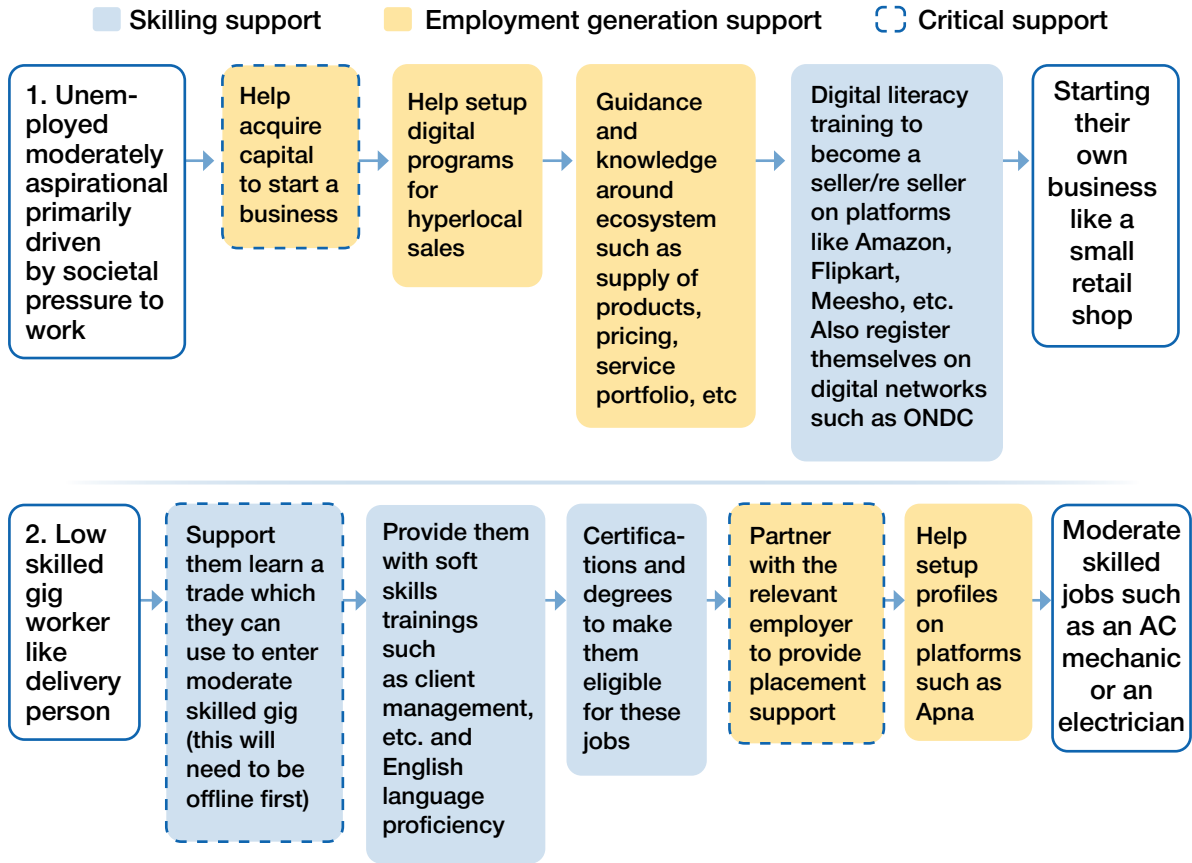 Skilling support
Employment generation support
Critical support
1. Unem-
ployed
moderately
aspirational
primarily
driven
by societal
pressure to
work
Help
acquire
capital
to start a
business
Help setup
digital
programs
for
hyperlocal
sales
Guidance
and
knowledge
around
ecosystem
such as
supply of
products,
pricing,
service
portfolio, etc
Digital literacy
training to
become a
seller/re seller
on platforms
like Amazon,
Flipkart,
Meesho, etc.
Also register
themselves on
digital networks
such as ONDC
Starting
their
own
business
like a
small
retail
shop
2. Low
skilled
gig
worker
like
delivery
person
Support
them learn a
trade which
they can
use to enter
moderate
skilled gig
(this will
need to be
offline first)
Provide them
with soft
skills
trainings
such
as client
management,
etc. and
English
language
proficiency
Certifica-
tions and
degrees
to make
them
eligible
for these
jobs
Partner
with the
relevant
employer
to provide
placement
support
Help
setup
profiles
on
platforms
such as
Apna
Moderate
skilled
jobs such
as an AC
mechanic
or an
electrician